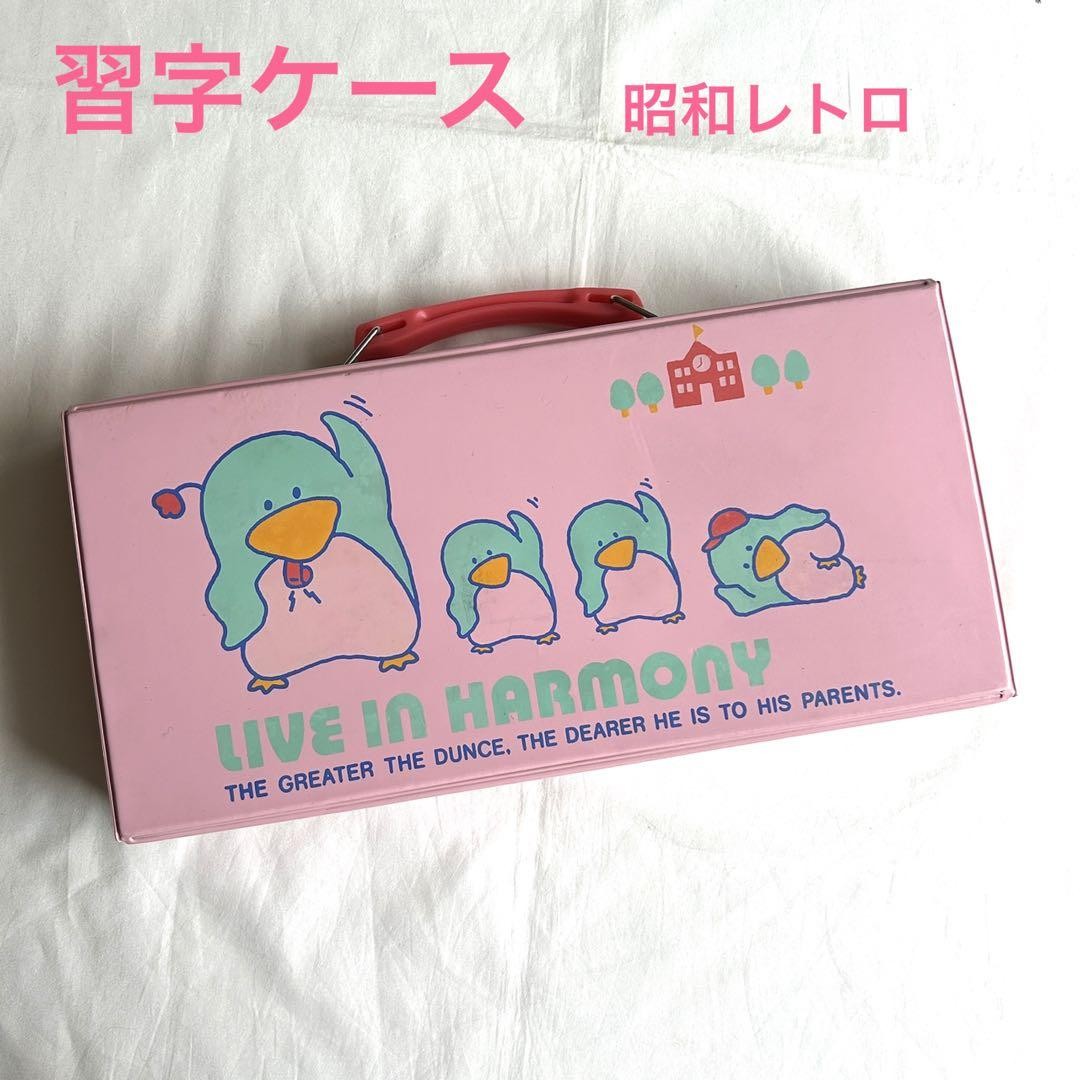 習字ケース
昭和レトロ
LIVE IN HARMONY
THE GREATER THE DUNCE, THE DEARER HE IS TO HIS PARENTS.